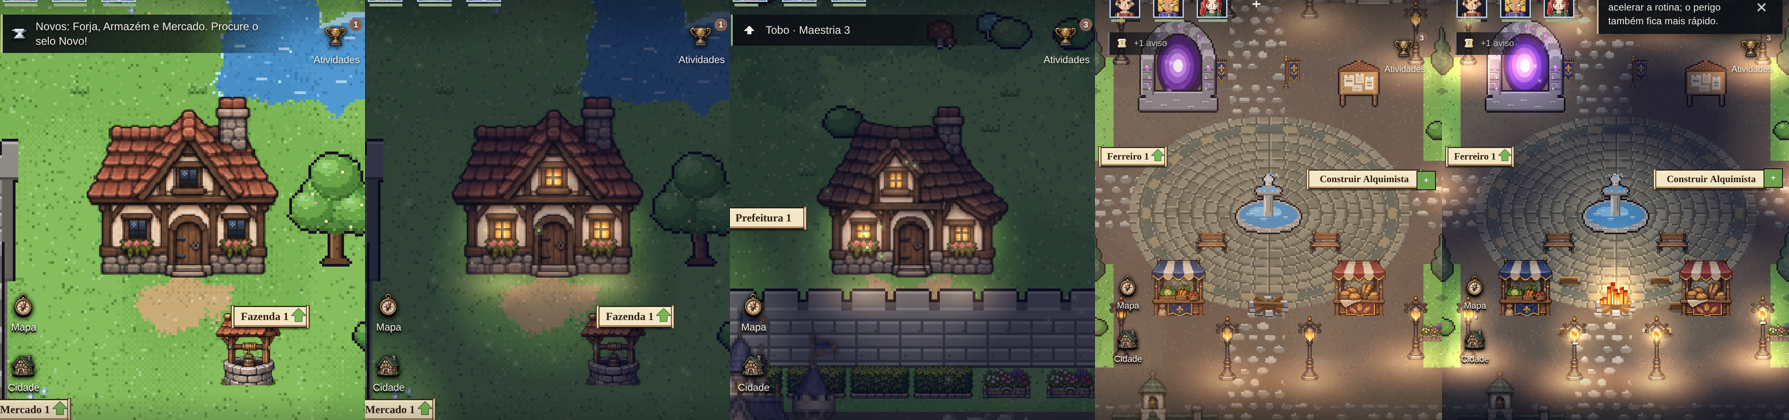 Novos: Forja, Armazém e Mercado. Procure o
selo Novo!
1
Atividades
Fazenda 1
Mapa
Cidade
Mercado 1
1
Atividades
Fazenda 1
Mapa
Cidade
Mercado 1
Tobo · Maestria 3
3
Atividades
Prefeitura 1
Mapa
Cidade
+1 aviso
3
Atividades
Ferreiro 1
Construir Alquimista +
Mapa
Cidade
acelerar a rotina; o perigo
também fica mais rápido.
+1 aviso
3
Atividades
Ferreiro 1
Construir Alquimista +
Mapa
Cidade